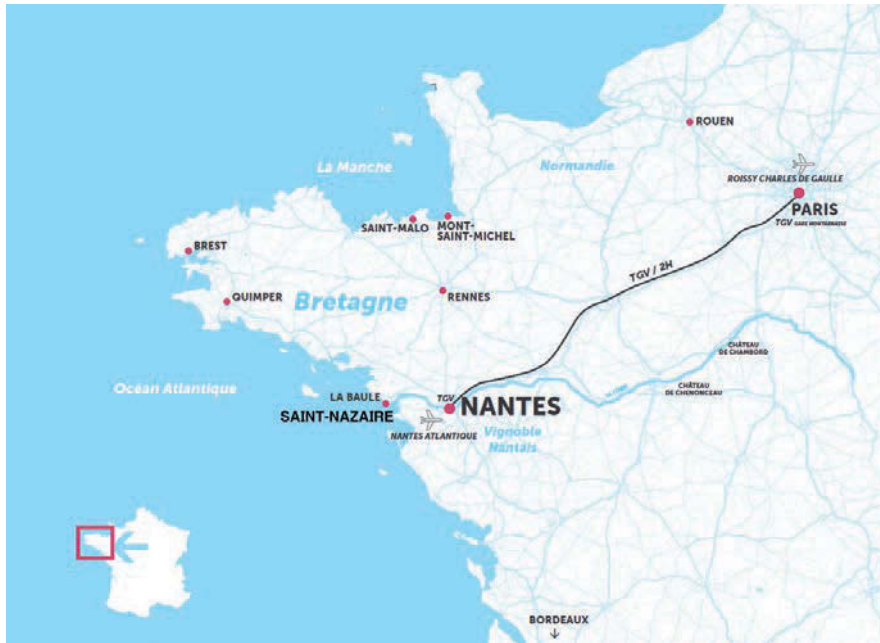 ROUEN
La Manche
Normandie
ROISSY CHARLES DE GAULLE
PARIS
TGV GARE MONTPARNASSE
SAINT-MALO
MONT-
SAINT-MICHEL
BREST
TGV / 2H
QUIMPER
Bretagne
RENNES
CHÂTEAU
DE CHAMBORD
Océan Atlantique
CHÂTEAU
DE CHENONCEAU
LA BAULE
TGV
NANTES
SAINT-NAZAIRE
NANTES ATLANTIQUE
Vignoble
Nantais
BORDEAUX